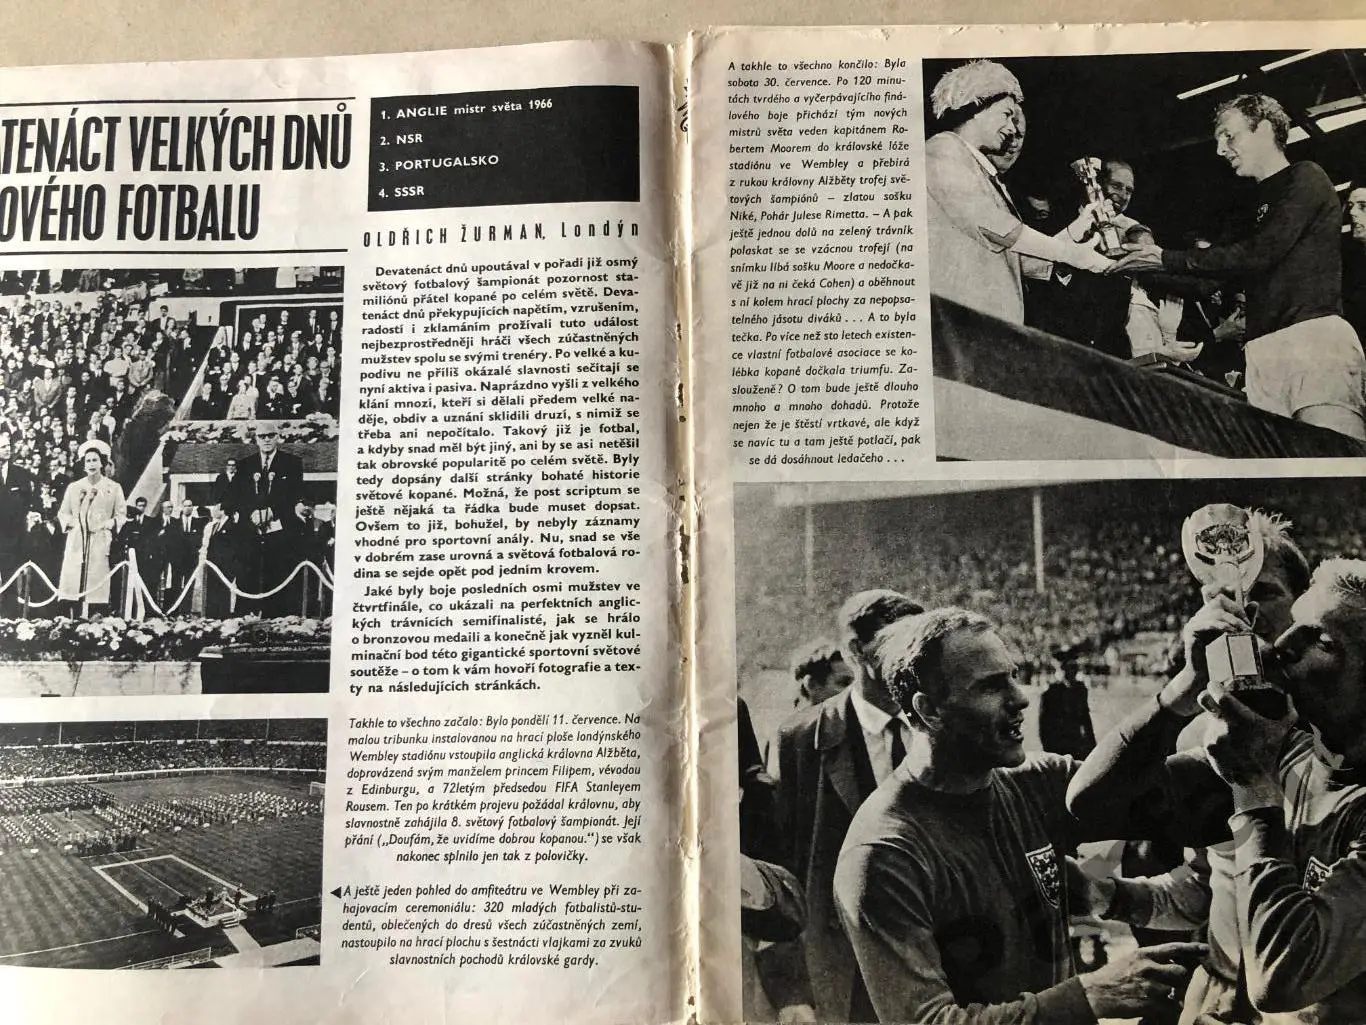 ATENÁCT VELKÝCH DNŮ
OVÉHO FOTBALU
1. ANGLIE mistr světa 1966
2. NSR
3. PORTUGALSKO
4. SSSR
OLDŘICH ŽURMAN, Londýn
Devatenáct dnů upoutával v pořadí již osmý
světový fotbalový šampionát pozornost sta-
miliónů přátel kopané po celém světě. Deva-
tenáct dnů překypujících napětím, vzrušením,
radostí i zklamáním prožívali tuto událost
nejbezprostředněji hráči všech zúčastněných
mužstev spolu se svými trenéry. Po velké a ku-
podivu ne příliš okázalé slavnosti sečítají se
nyní aktiva i pasiva. Naprázdno vyšli z velkého
klání mnozí, kteří si dělali předem velké na-
děje, obdiv a uznání sklidili druzí, s nimiž se
třeba ani nepočítalo. Takový již je fotbal,
a kdyby snad měl být jiný, ani by se asi netěšil
tak obrovské popularitě po celém světě. Byly
tedy dopsány další stránky bohaté historie
světové kopané. Možná, že post scriptum se
ještě nějaká ta řádka bude muset dopsat.
Ovšem to již, bohužel, by nebyly záznamy
vhodné pro sportovní anály. Nu, snad se vše
v dobrém zase urovná a světová fotbalová ro-
dina se sejde opět pod jedním krovem.
Jaké byly boje posledních osmi mužstev ve
čtvrtfinále, co ukázali na perfektních anglic-
kých trávnících semifinalisté, jak se hrálo
o bronzovou medaili a konečně jak vyzněl kul-
minační bod této gigantické sportovní světové
soutěže – o tom k vám hovoří fotografie a tex-
ty na následujících stránkách.
Takhle to všechno začalo: Bylo pondělí 11. července. Na
malou tribunku instalovanou na hrací ploše londýnského
Wembley stadiónu vstoupila anglická královna Alžběta,
doprovázená svým manželem princem Filipem, vévodou
z Edinburgu, a 72letým předsedou FIFA Stanleyem
Rousem. Ten po krátkém projevu požádal královnu, aby
slavnostně zahájila 8. světový fotbalový šampionát. Její
přání („Doufám, že uvidíme dobrou kopanou.“) se však
nakonec splnilo jen tak z polovičky.
◀ A ještě jeden pohled do amfiteátru ve Wembley při za-
hajovacím ceremoniálu: 320 mladých fotbalistů-stu-
dentů, oblečených do dresů všech zúčastněných zemí,
nastoupilo na hrací plochu s šestnácti vlajkami za zvuků
slavnostních pochodů královské gardy.
A takhle to všechno končilo: Byla
sobota 30. července. Po 120 minu-
tách tvrdého a vyčerpávajícího finá-
lového boje přichází tým nových
mistrů světa veden kapitánem Ro-
bertem Moorem do královské lóže
stadiónu ve Wembley a přebírá
z rukou královny Alžběty trofej svě-
tových šampiónů – zlatou sošku
Niké, Pohár Julese Rimetta. – A pak
ještě jednou dolů na zelený trávník
polaskat se se vzácnou trofejí (na
snímku líbá sošku Moore a nedočka-
vě již na ni čeká Cohen) a oběhnout
s ní kolem hrací plochy za nepopsa-
telného jásotu diváků . . . A to byla
tečka. Po více než sto letech existen-
ce vlastní fotbalové asociace se ko-
lébka kopané dočkala triumfu. Za-
slouženě? O tom bude ještě dlouho
mnoho a mnoho dohadů. Protože
nejen že je štěstí vrtkavé, ale když
se navíc tu a tam ještě potlačí, pak
se dá dosáhnout ledačeho . . .